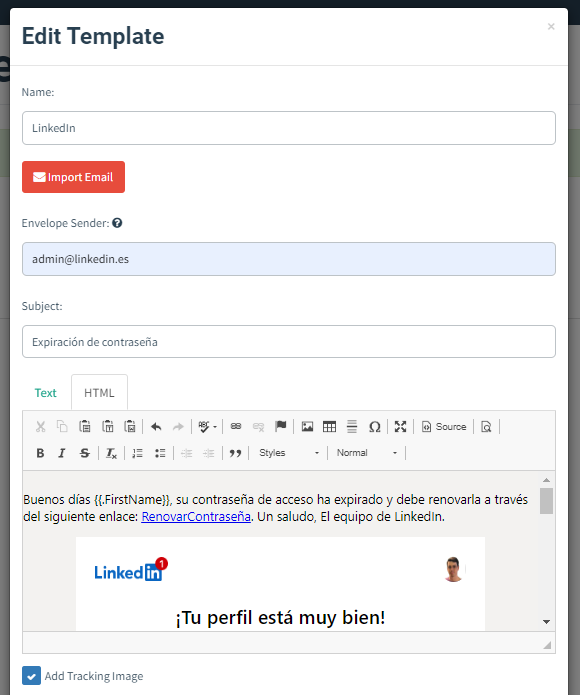 Edit Template
×
Name:
LinkedIn
Import Email
Envelope Sender: ?
admin@linkedin.es
Subject:
Expiración de contraseña
Text HTML
Source
B I S Tx Styles Normal
Buenos días {{.FirstName}}, su contraseña de acceso ha expirado y debe renovarla a través
del siguiente enlace: RenovarContraseña. Un saludo, El equipo de LinkedIn.
Linkedin 1
¡Tu perfil está muy bien!
Add Tracking Image